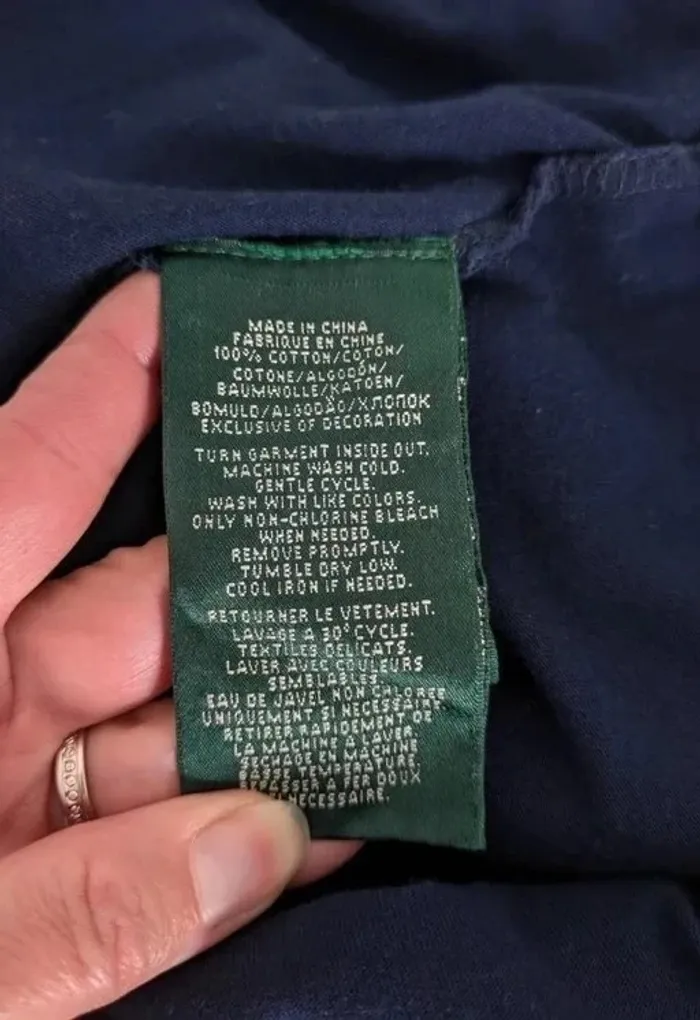 MADE IN CHINA
FABRIQUE EN CHINE
100% COTTON/COTON/
COTONE/ALGODÓN/
BAUMWOLLE/KATOEN/
BOMULD/ALGODÃO/ХЛОПОК
EXCLUSIVE OF DECORATION
TURN GARMENT INSIDE OUT.
MACHINE WASH COLD.
GENTLE CYCLE.
WASH WITH LIKE COLORS.
ONLY NON-CHLORINE BLEACH
WHEN NEEDED.
REMOVE PROMPTLY.
TUMBLE DRY LOW.
COOL IRON IF NEEDED.
RETOURNER LE VETEMENT.
LAVAGE A 30° CYCLE.
TEXTILES DELICATS.
LAVER AVEC COULEURS
SEMBLABLES.
EAU DE JAVEL NON CHLOREE
UNIQUEMENT SI NECESSAIRE
RETIRER RAPIDEMENT DE
LA MACHINE A LAVER.
SECHAGE EN MACHINE
BASSE TEMPRATURE.
A FER DOUX
NECESSAIRE.